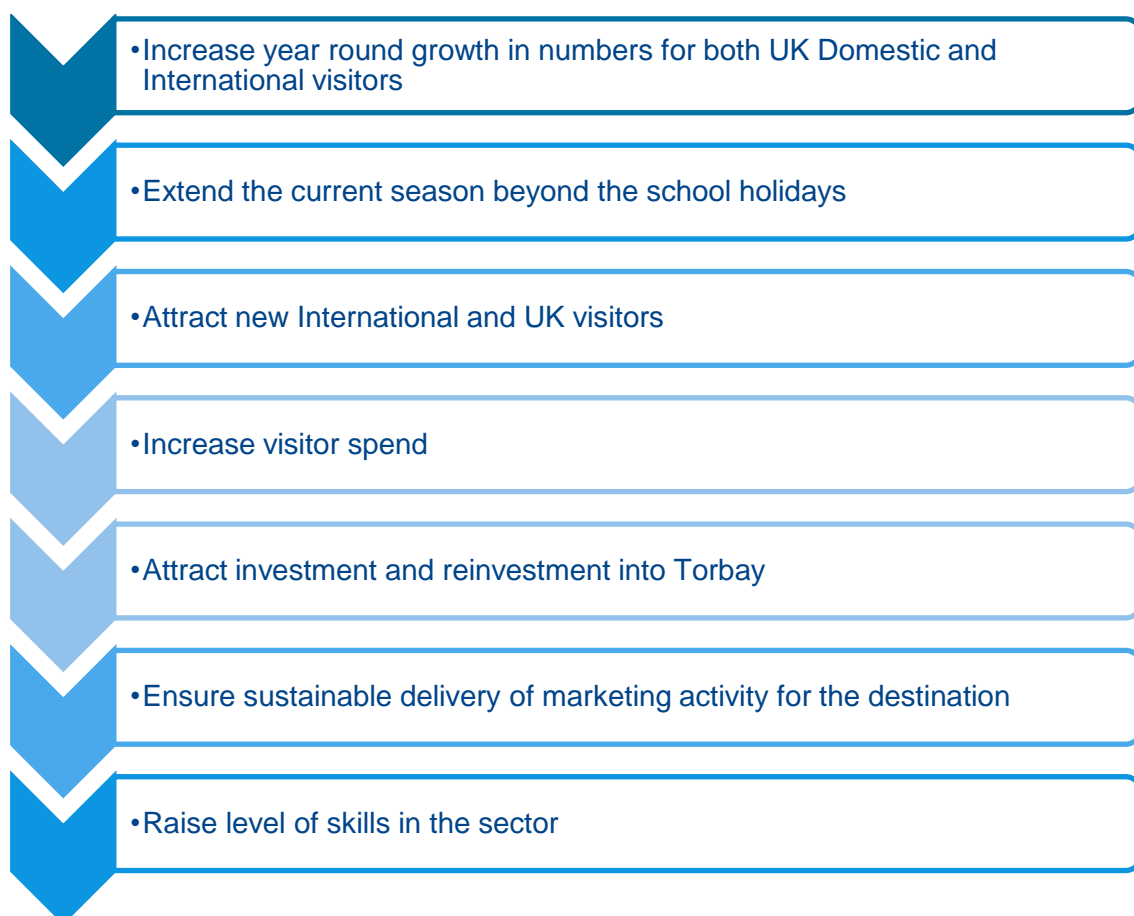 •Increase year round growth in numbers for both UK Domestic and
International visitors
•Extend the current season beyond the school holidays
•Attract new International and UK visitors
•Increase visitor spend
•Attract investment and reinvestment into Torbay
•Ensure sustainable delivery of marketing activity for the destination
•Raise level of skills in the sector